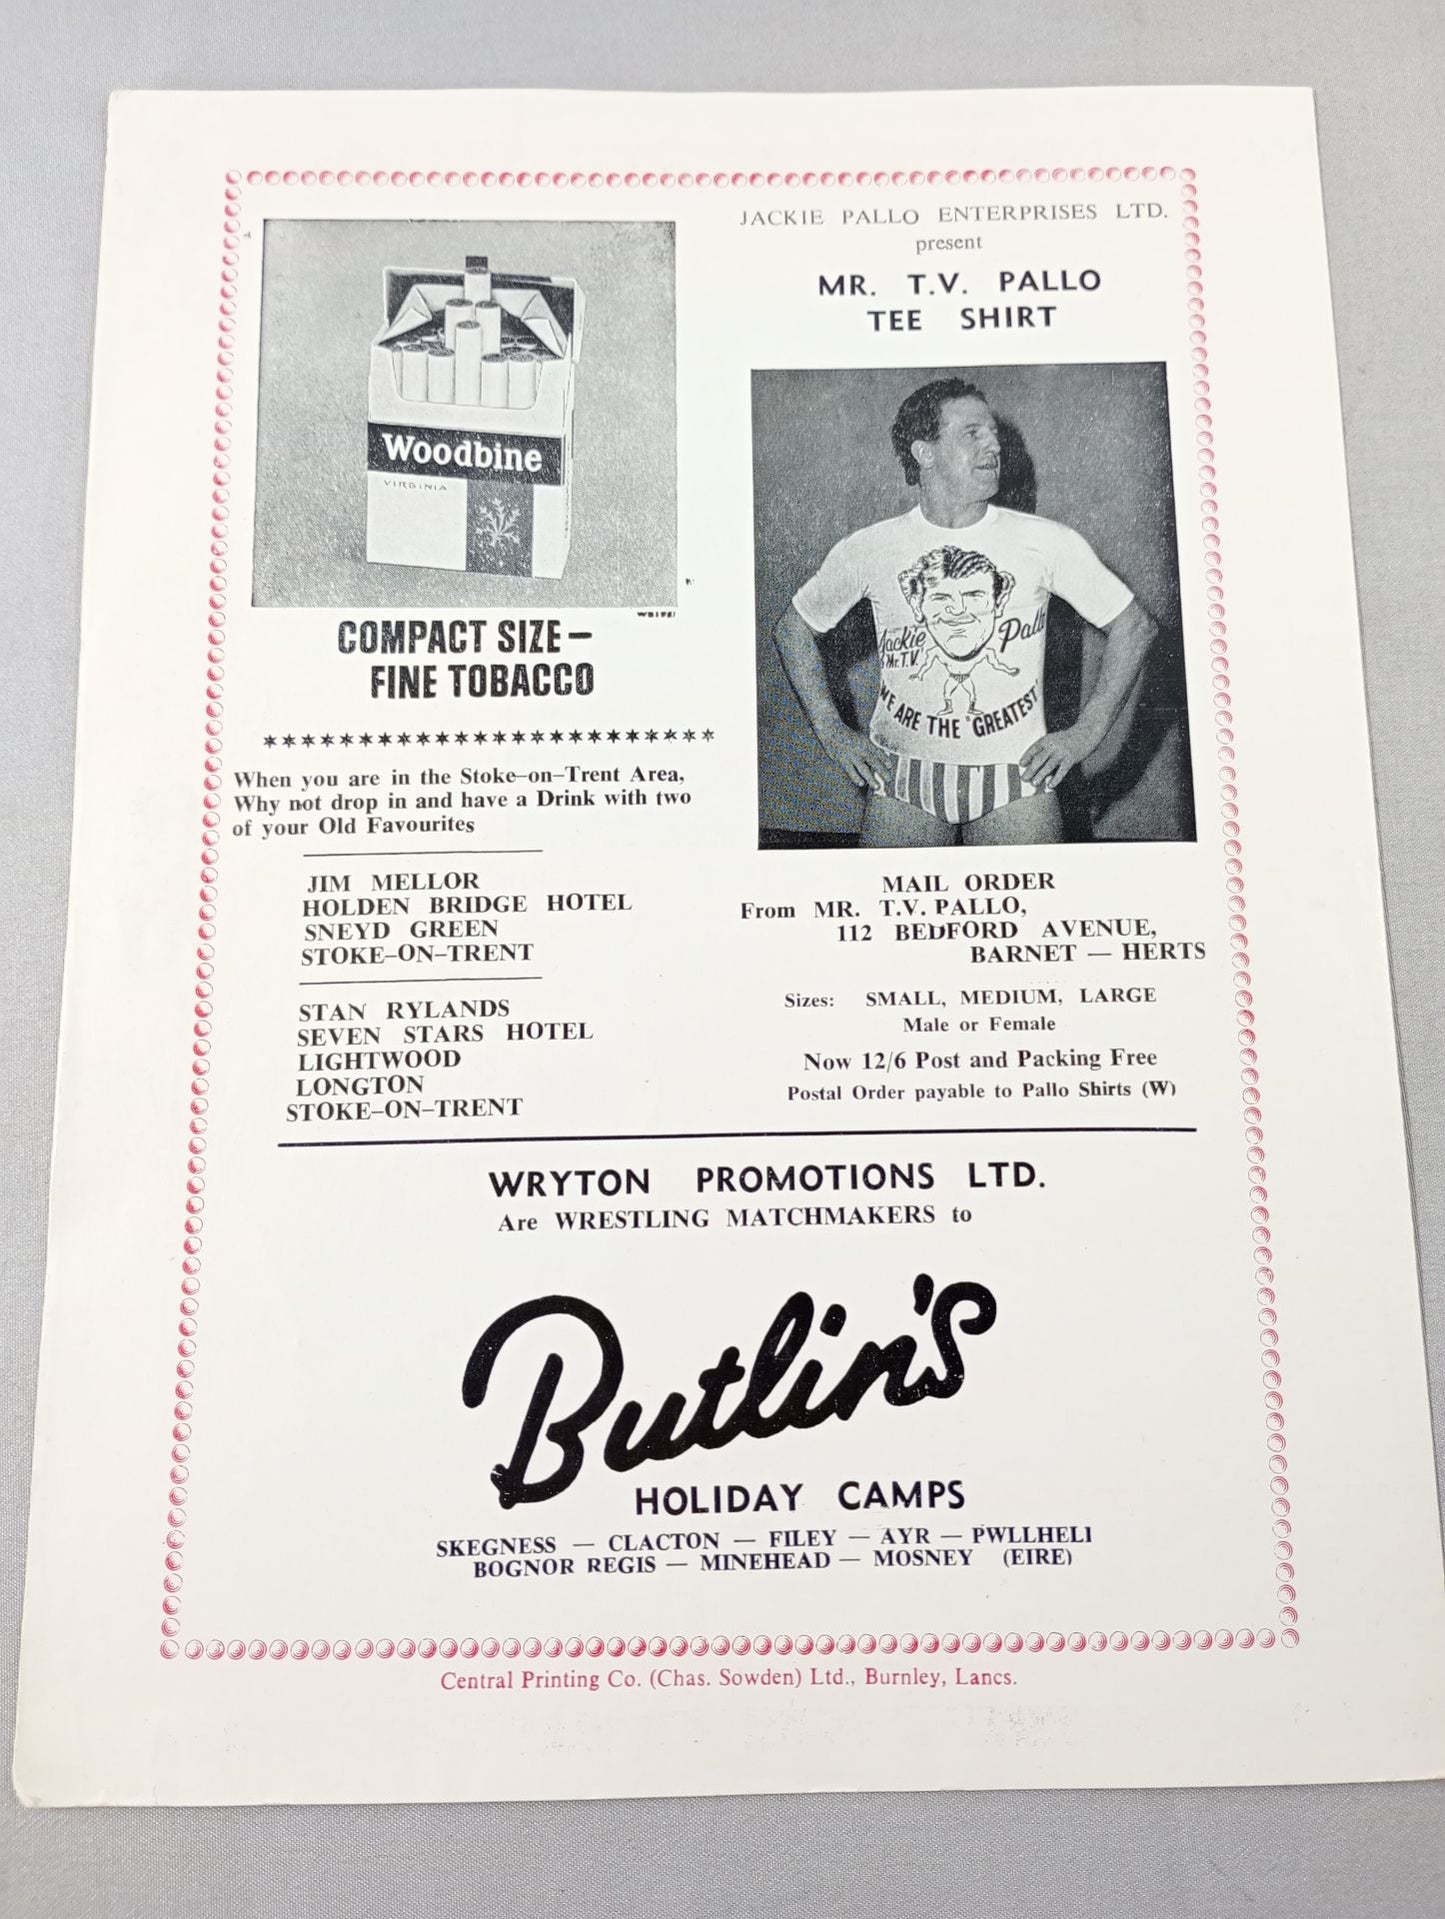 Woodbine
VIRGINIA
COMPACT SIZE—
FINE TOBACCO
When you are in the Stoke-on-Trent Area,
Why not drop in and have a Drink with two
of your Old Favourites
JIM MELLOR
HOLDEN BRIDGE HOTEL
SNEYD GREEN
STOKE-ON-TRENT
STAN RYLANDS
SEVEN STARS HOTEL
LIGHTWOOD
LONGTON
STOKE-ON-TRENT
JACKIE PALLO ENTERPRISES LTD.
present
MR. T.V. PALLO
TEE SHIRT
Jackie Pallo
Mr. T.V.
WE ARE THE "GREATEST"
MAIL ORDER
From MR. T.V. PALLO,
112 BEDFORD AVENUE,
BARNET — HERTS
Sizes: SMALL, MEDIUM, LARGE
Male or Female
Now 12/6 Post and Packing Free
Postal Order payable to Pallo Shirts (W)
WRYTON PROMOTIONS LTD.
Are WRESTLING MATCHMAKERS to
Butlin's
HOLIDAY CAMPS
SKEGNESS — CLACTON — FILEY — AYR — PWLLHELI
BOGNOR REGIS — MINEHEAD — MOSNEY (EIRE)
Central Printing Co. (Chas. Sowden) Ltd., Burnley, Lancs.